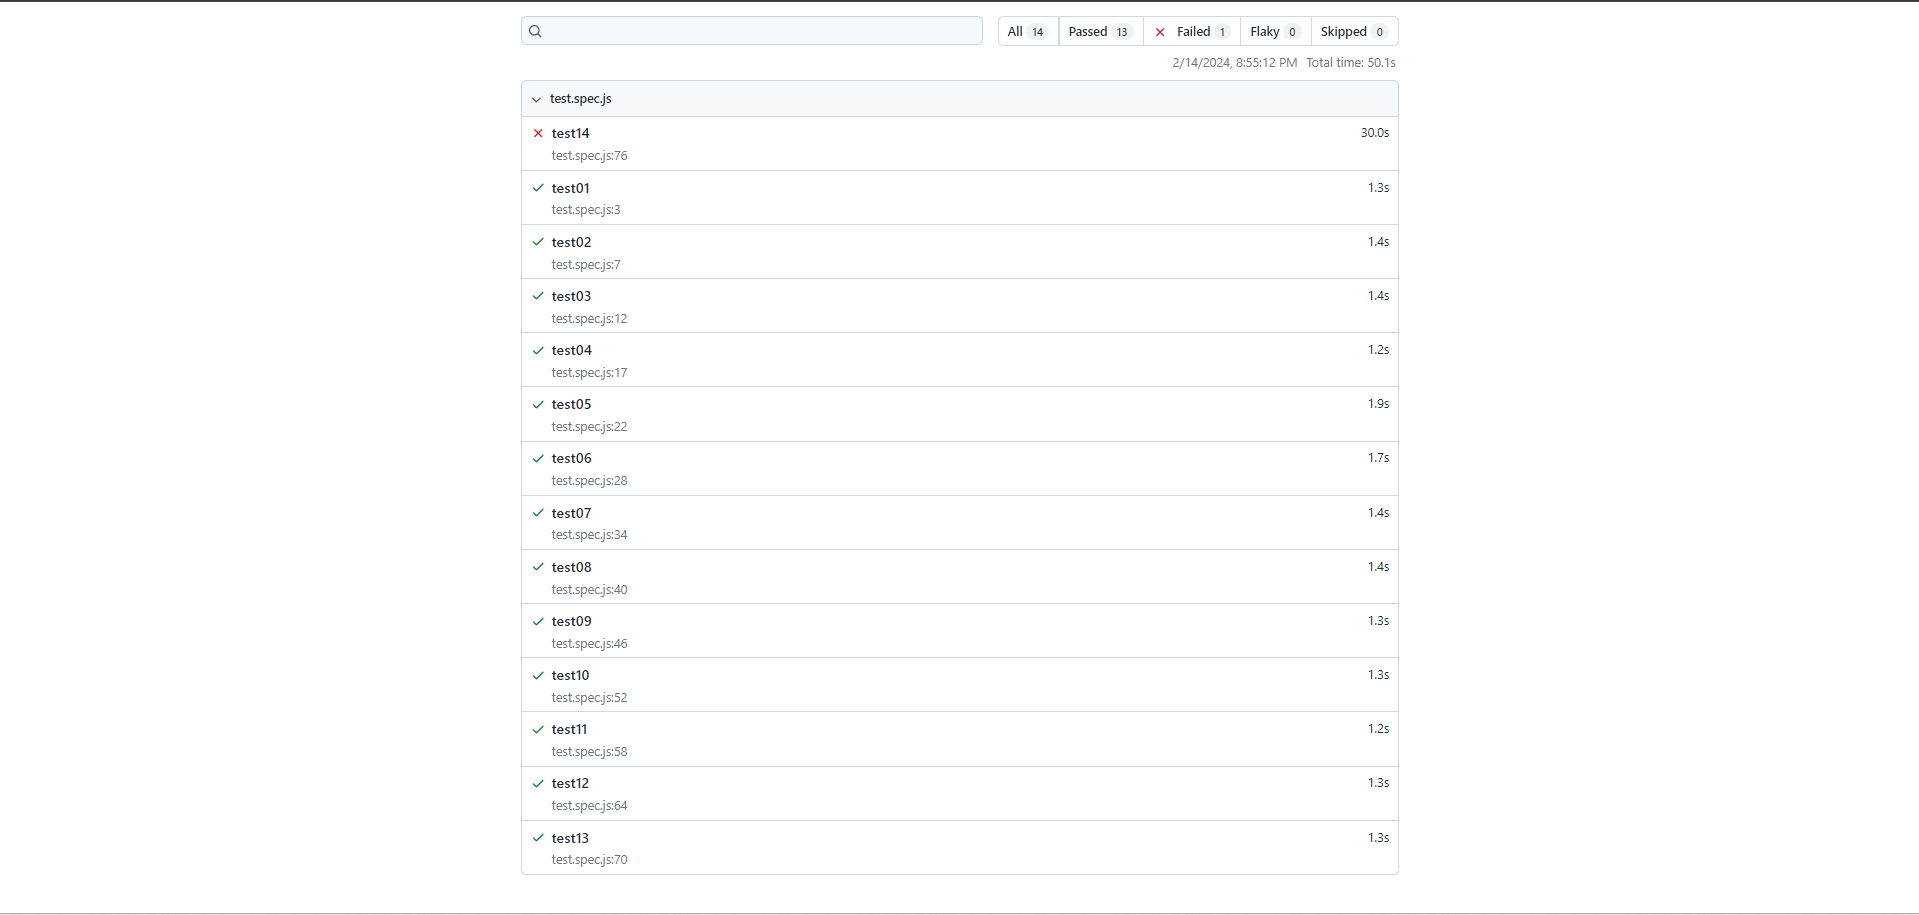 All 14 Passed 13 Failed 1 Flaky 0 Skipped 0
2/14/2024, 8:55:12 PM Total time: 50.1s
test.spec.js
test14 30.0s
test.spec.js:76
test01 1.3s
test.spec.js:3
test02 1.4s
test.spec.js:7
test03 1.4s
test.spec.js:12
test04 1.2s
test.spec.js:17
test05 1.9s
test.spec.js:22
test06 1.7s
test.spec.js:28
test07 1.4s
test.spec.js:34
test08 1.4s
test.spec.js:40
test09 1.3s
test.spec.js:46
test10 1.3s
test.spec.js:52
test11 1.2s
test.spec.js:58
test12 1.3s
test.spec.js:64
test13 1.3s
test.spec.js:70